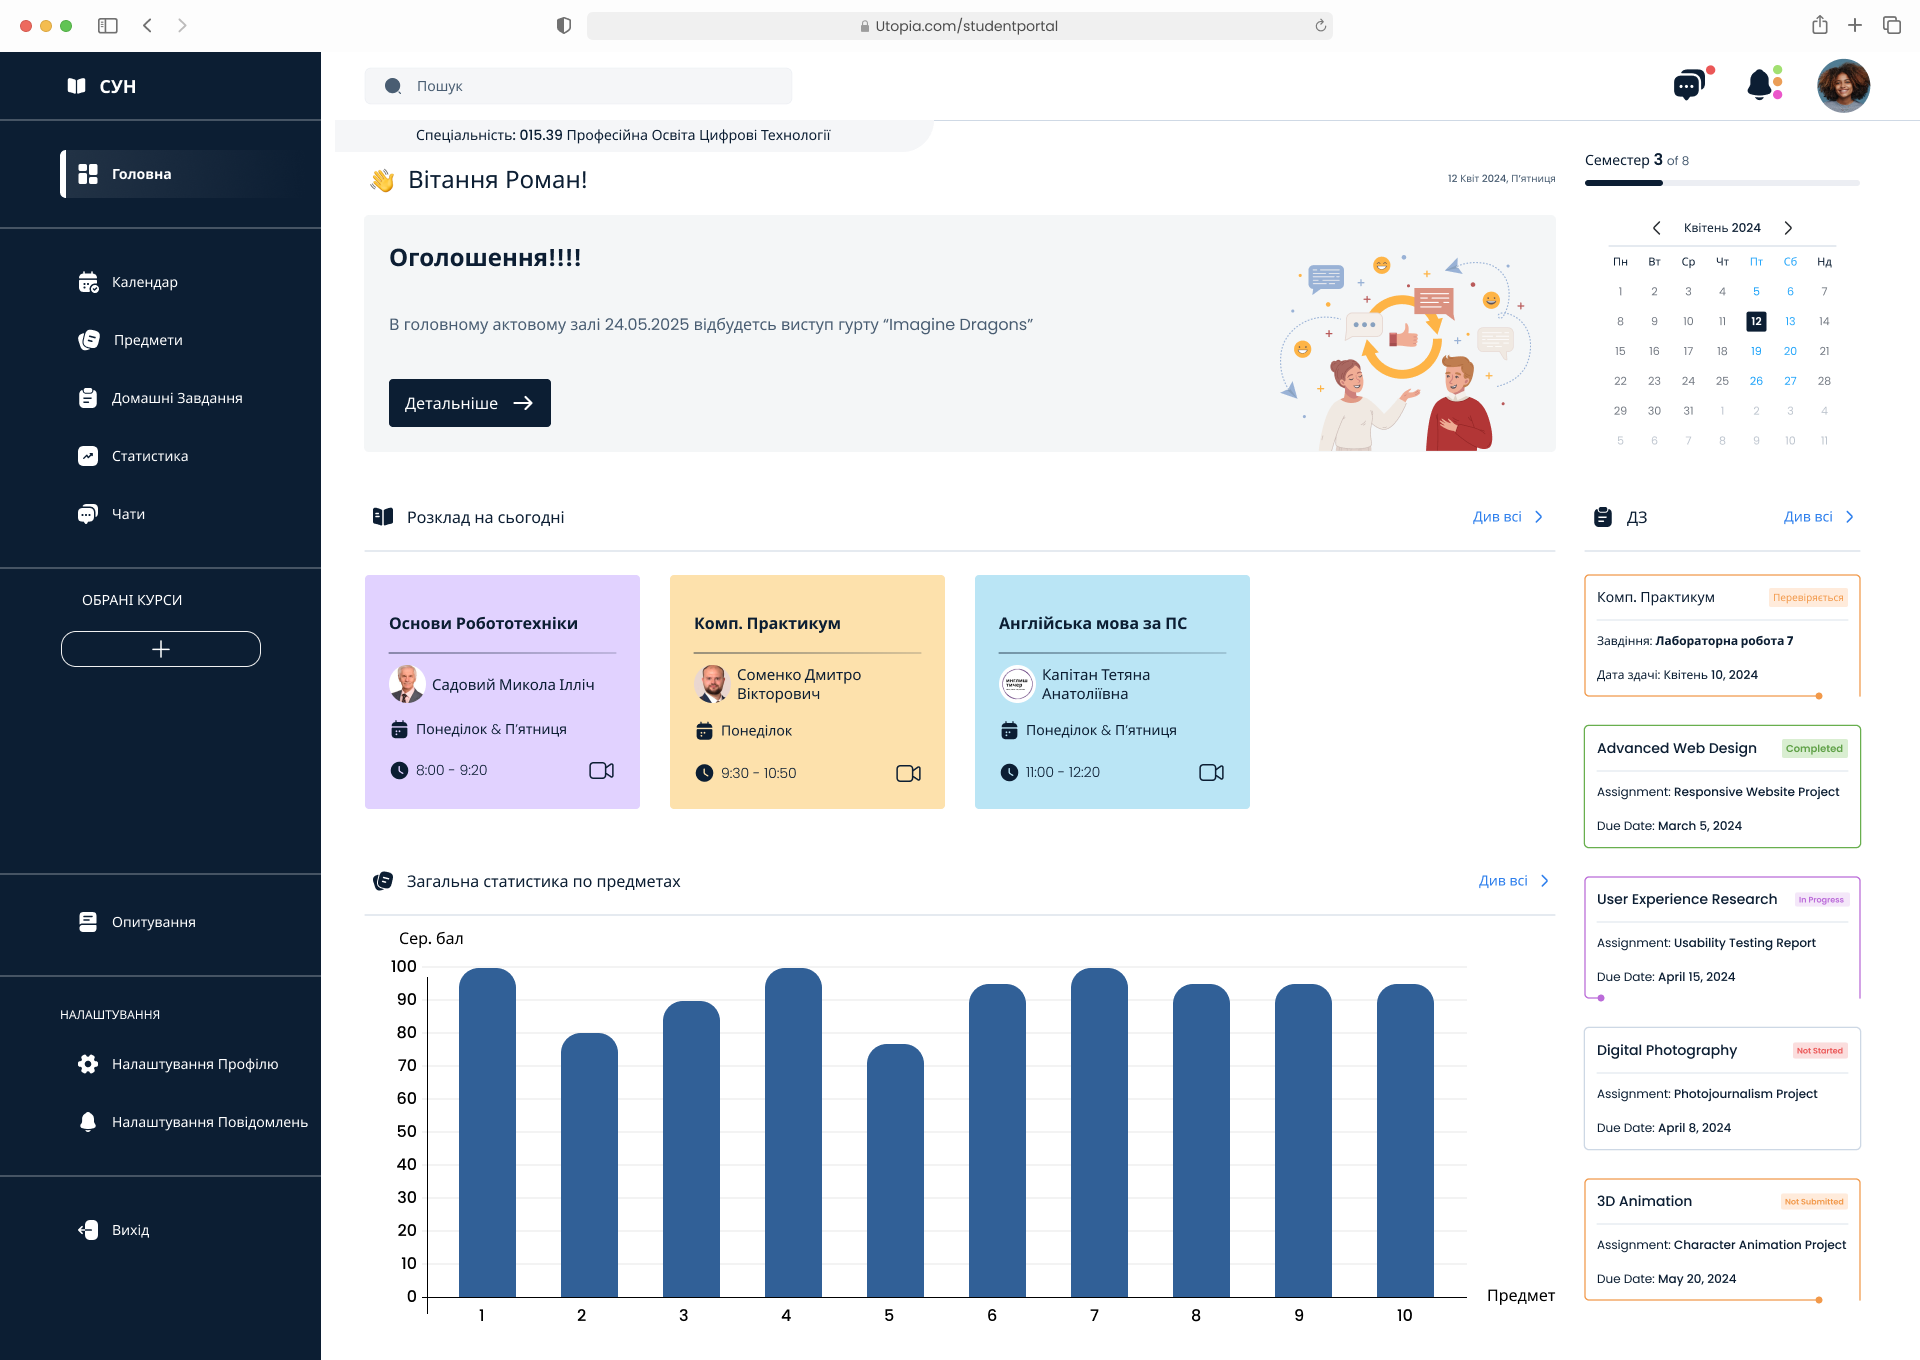 Utopia.com/studentportal
СУН
Пошук
Спеціальність: 015.39 Професійна Освіта Цифрові Технології
Головна
Календар
Предмети
Домашні Завдання
Статистика
Чати
ОБРАНІ КУРСИ
Опитування
НАЛАШТУВАННЯ
Налаштування Профілю
Налаштування Повідомлень
Вихід
Вітання Роман!
12 Квіт 2024, П'ятниця
Оголошення!!!!
В головному актовому залі 24.05.2025 відбудетсь виступ гурту “Imagine Dragons”
Детальніше
Семестер 3 of 8
Квітень 2024
Пн Вт Ср Чт Пт Сб Нд
1 2 3 4 5 6 7
8 9 10 11 12 13 14
15 16 17 18 19 20 21
22 23 24 25 26 27 28
29 30 31 1 2 3 4
5 6 7 8 9 10 11
Розклад на сьогодні
Див всі
Основи Робототехніки
Садовий Микола Ілліч
Понеділок & П'ятниця
8:00 - 9:20
Комп. Практикум
Соменко Дмитро
Вікторович
Понеділок
9:30 - 10:50
Англійська мова за ПС
Капітан Тетяна
Анатоліївна
Понеділок & П'ятниця
11:00 - 12:20
Загальна статистика по предметах
Див всі
Сер. бал
100
90
80
70
60
50
40
30
20
10
0
1 2 3 4 5 6 7 8 9 10
Предмет
ДЗ
Див всі
Комп. Практикум
Перевіряється
Завдіння: Лабораторна робота 7
Дата здачі: Квітень 10, 2024
Advanced Web Design
Completed
Assignment: Responsive Website Project
Due Date: March 5, 2024
User Experience Research
In Progress
Assignment: Usability Testing Report
Due Date: April 15, 2024
Digital Photography
Not Started
Assignment: Photojournalism Project
Due Date: April 8, 2024
3D Animation
Not Submitted
Assignment: Character Animation Project
Due Date: May 20, 2024